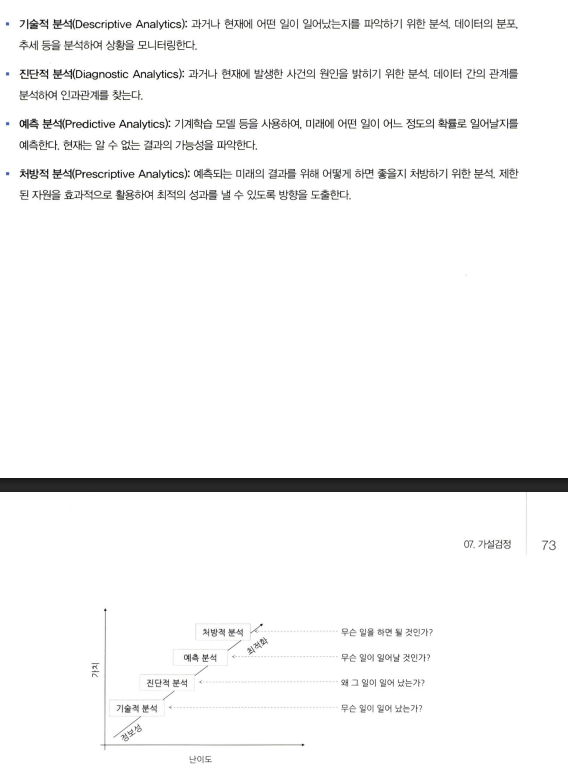 기술적 분석(Descriptive Analytics): 과거나 현재에 어떤 일이 일어났는지를 파악하기 위한 분석. 데이터의 분포,
추세 등을 분석하여 상황을 모니터링한다.
진단적 분석(Diagnostic Analytics): 과거나 현재에 발생한 사건의 원인을 밝히기 위한 분석. 데이터 간의 관계를
분석하여 인과관계를 찾는다.
예측 분석(Predictive Analytics): 기계학습 모델 등을 사용하여, 미래에 어떤 일이 어느 정도의 확률로 일어날지를
예측한다. 현재는 알 수 없는 결과의 가능성을 파악한다.
처방적 분석(Prescriptive Analytics): 예측되는 미래의 결과를 위해 어떻게 하면 좋을지 처방하기 위한 분석. 제한
된 자원을 효과적으로 활용하여 최적의 성과를 낼 수 있도록 방향을 도출한다.
07. 가설검정
73
처방적 분석
무슨 일을 하면 될 것인가?
최적화
예측 분석
무슨 일이 일어날 것인가?
가치
진단적 분석
왜 그 일이 일어 났는가?
기술적 분석
무슨 일이 일어 났는가?
정보성
난이도